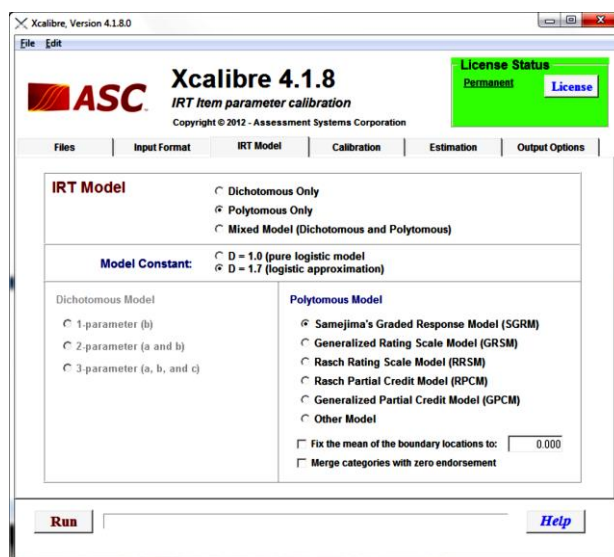 Xcalibre, Version 4.1.8.0
File Edit
ASC
Xcalibre 4.1.8
IRT Item parameter calibration
Copyright © 2012 - Assessment Systems Corporation
License Status
Permanent
License
Files Input Format IRT Model Calibration Estimation Output Options
IRT Model
Dichotomous Only
Polytomous Only
Mixed Model (Dichotomous and Polytomous)
Model Constant:
D = 1.0 (pure logistic model
D = 1.7 (logistic approximation)
Dichotomous Model
1-parameter (b)
2-parameter (a and b)
3-parameter (a, b, and c)
Polytomous Model
Samejima's Graded Response Model (SGRM)
Generalized Rating Scale Model (GRSM)
Rasch Rating Scale Model (RRSM)
Rasch Partial Credit Model (RPCM)
Generalized Partial Credit Model (GPCM)
Other Model
Fix the mean of the boundary locations to: 0.000
Merge categories with zero endorsement
Run
Help